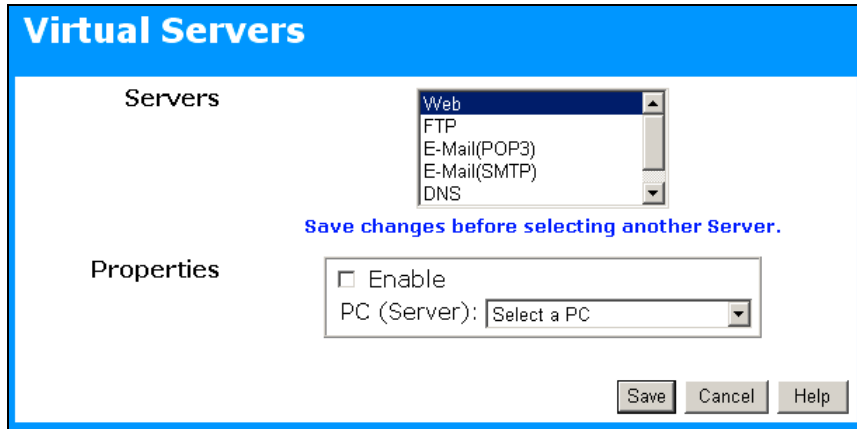 Virtual Servers
Servers
Web
FTP
E-Mail(POP3)
E-Mail(SMTP)
DNS
Save changes before selecting another Server.
Properties
Enable
PC (Server): Select a PC
Save Cancel Help